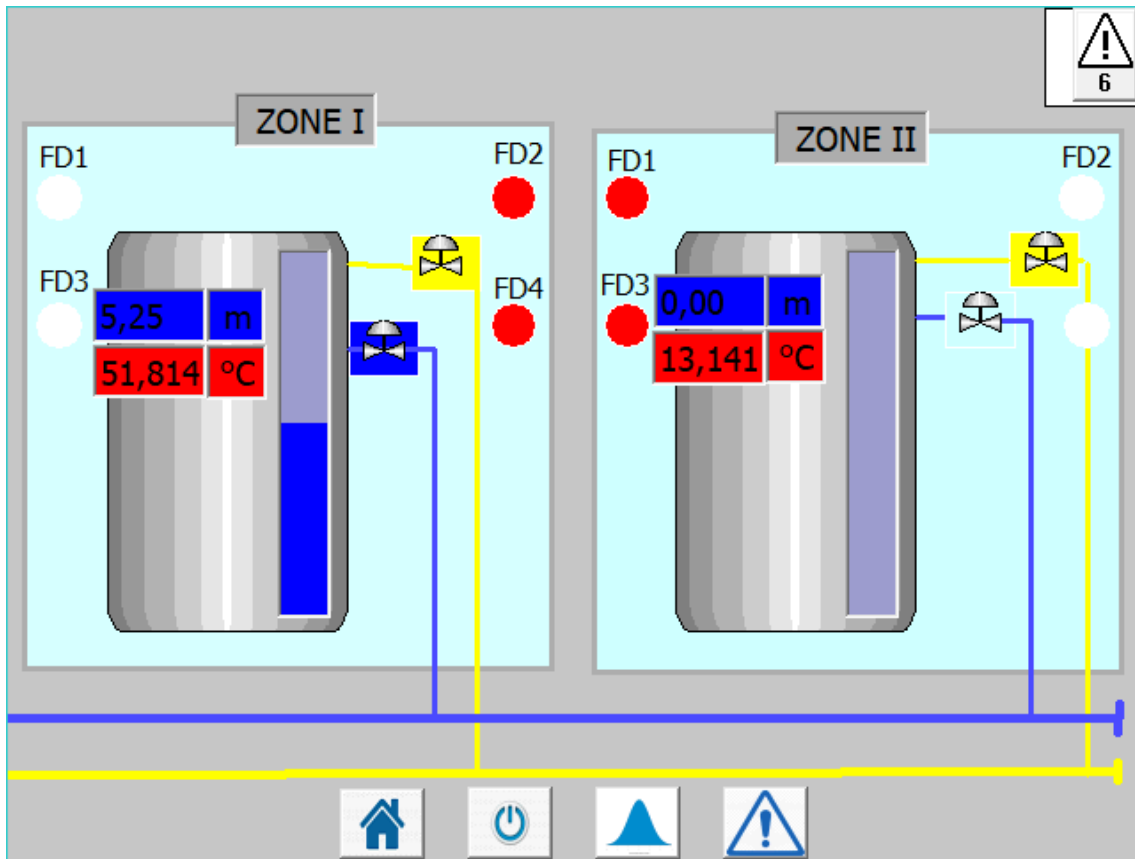 6
ZONE I
ZONE II
FD1
FD2
FD1
FD2
FD3
FD4
FD3
5,25 m
51,814 °C
0,00 m
13,141 °C